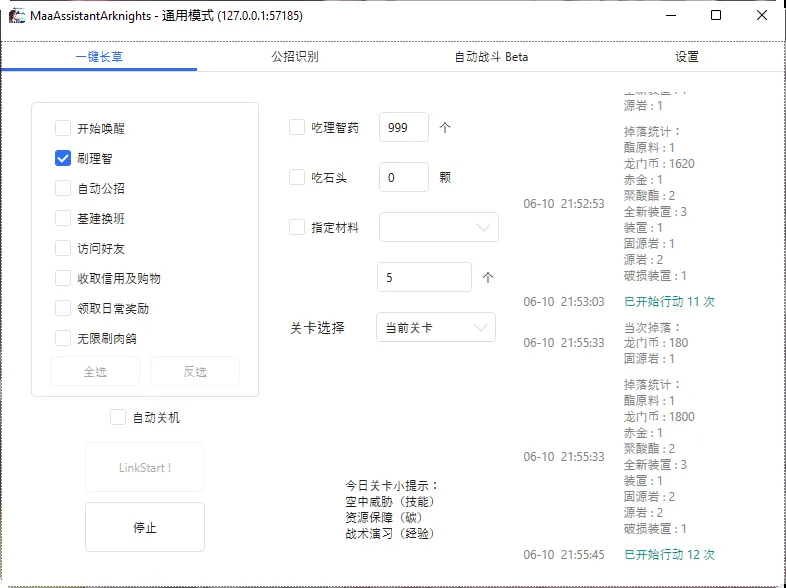 MaaAssistantArknights - 通用模式 (127.0.0.1:57185)
一键长草
公招识别
自动战斗 Beta
设置
开始唤醒
刷理智
自动公招
基建换班
访问好友
收取信用及购物
领取日常奖励
无限刷肉鸽
全选
反选
自动关机
LinkStart !
停止
吃理智药 999 个
吃石头 0 颗
指定材料
5 个
关卡选择 当前关卡
今日关卡小提示：
空中威胁（技能）
资源保障（碳）
战术演习（经验）
源岩 : 1
06-10 21:52:53
掉落统计：
酯原料 : 1
龙门币 : 1620
赤金 : 1
聚酸酯 : 2
全新装置 : 3
装置 : 1
固源岩 : 1
源岩 : 2
破损装置 : 1
06-10 21:53:03 已开始行动 11 次
06-10 21:55:33
当次掉落：
龙门币 : 180
固源岩 : 1
06-10 21:55:33
掉落统计：
酯原料 : 1
龙门币 : 1800
赤金 : 1
聚酸酯 : 2
全新装置 : 3
装置 : 1
固源岩 : 2
源岩 : 2
破损装置 : 1
06-10 21:55:45 已开始行动 12 次